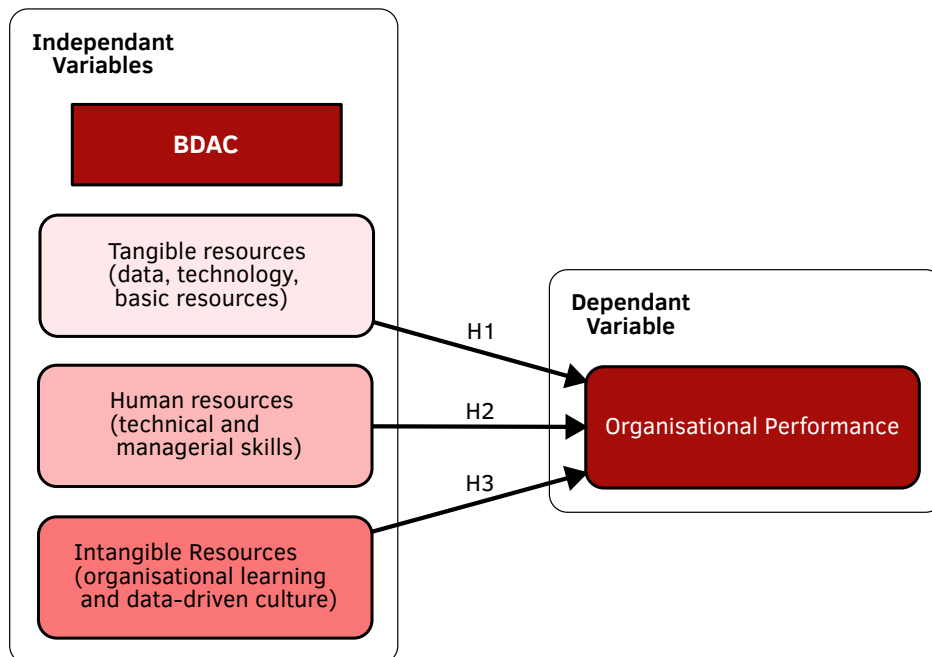 Independant
Variables
BDAC
Tangible resources
(data, technology,
basic resources)
Human resources
(technical and
managerial skills)
Intangible Resources
(organisational learning
and data-driven culture)
H1
H2
H3
Dependant
Variable
Organisational Performance